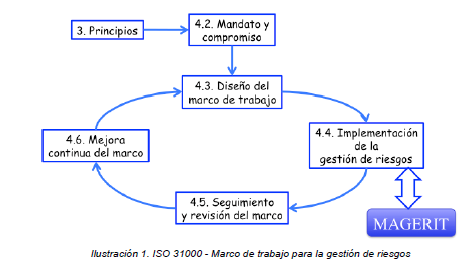 3. Principios
4.2. Mandato y
compromiso
4.3. Diseño del
marco de trabajo
4.6. Mejora
continua del marco
4.4. Implementación
de la
gestión de riesgos
4.5. Seguimiento
y revisión del marco
MAGERIT
Ilustración 1. ISO 31000 - Marco de trabajo para la gestión de riesgos